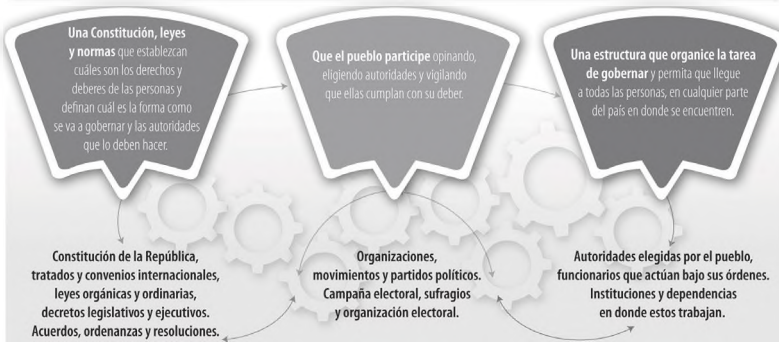 Una Constitución, leyes
y normas que establezcan
cuáles son los derechos y
deberes de las personas y
definan cuál es la forma como
se va a gobernar y las autoridades
que lo deben hacer.
Que el pueblo participe opinando,
eligiendo autoridades y vigilando
que ellas cumplan con su deber.
Una estructura que organice la tarea
de gobernar y permita que llegue
a todas las personas, en cualquier parte
del país en donde se encuentren.
Constitución de la República,
tratados y convenios internacionales,
leyes orgánicas y ordinarias,
decretos legislativos y ejecutivos.
Acuerdos, ordenanzas y resoluciones.
Organizaciones,
movimientos y partidos políticos.
Campaña electoral, sufragios
y organización electoral.
Autoridades elegidas por el pueblo,
funcionarios que actúan bajo sus órdenes.
Instituciones y dependencias
en donde estos trabajan.